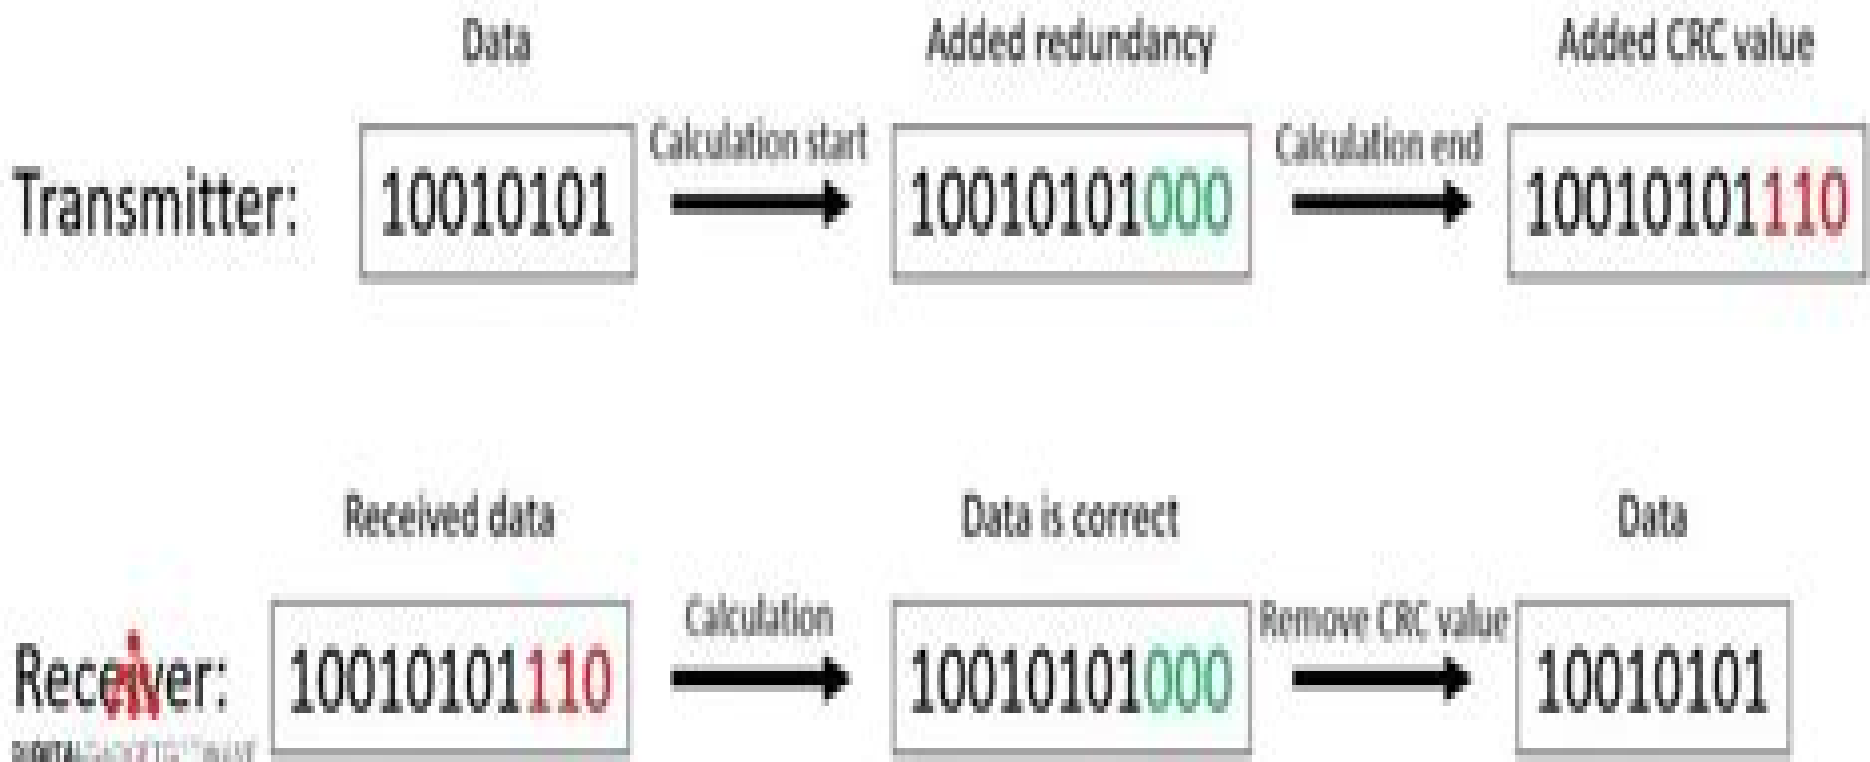 Data Added redundancy Added CRC value
Calculation start Calculation end
Transmitter: 10010101 10010101000 10010101110
Received data Data is correct Data
Calculation Remove CRC value
Receiver: 10010101110 10010101000 10010101